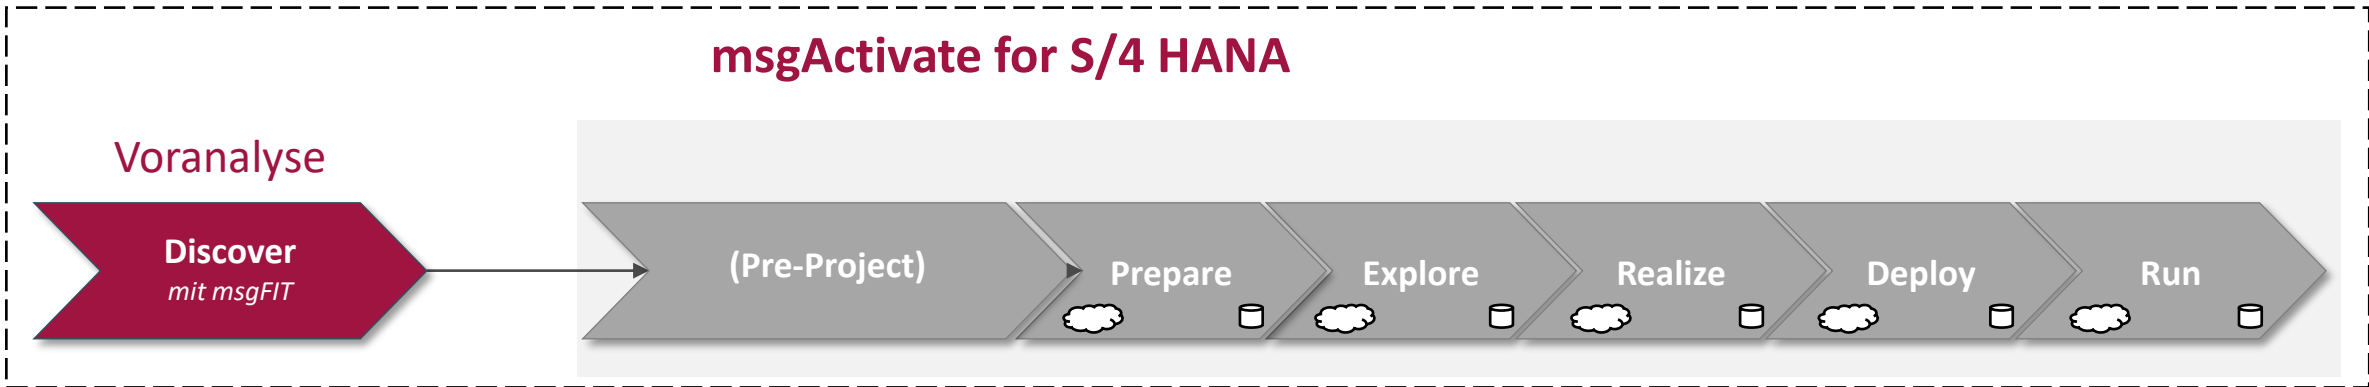 msgActivate for S/4 HANA
Voranalyse
Discover
mit msgFIT
(Pre-Project)
Prepare
Explore
Realize
Deploy
Run